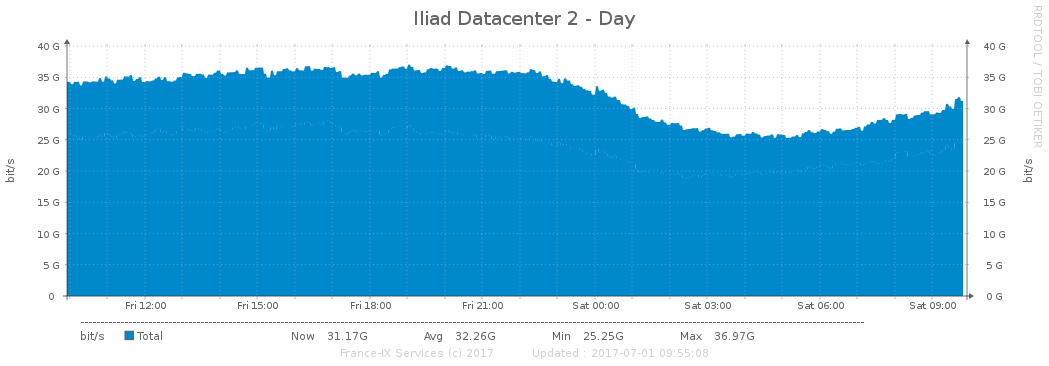 Iliad Datacenter 2 - Day
RRDTOOL / TOBI OETIKER
40 G 40 G
35 G 35 G
30 G 30 G
25 G 25 G
20 G 20 G
15 G 15 G
10 G 10 G
5 G 5 G
0 0 G
bit/s
bit/s
Fri 12:00 Fri 15:00 Fri 18:00 Fri 21:00 Sat 00:00 Sat 03:00 Sat 06:00 Sat 09:00
bit/s Total Now 31.17G Avg 32.26G Min 25.25G Max 36.97G
France-IX Services (c) 2017 Updated : 2017-07-01 09:55:08